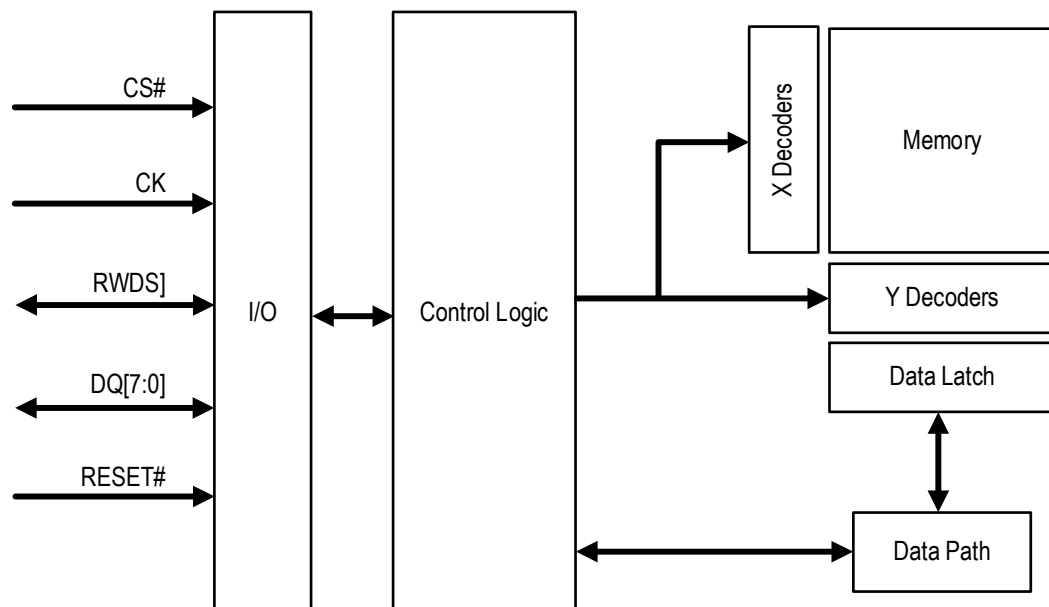 CS#
CK
RWDS]
DQ[7:0]
RESET#
I/O
Control Logic
X Decoders
Memory
Y Decoders
Data Latch
Data Path